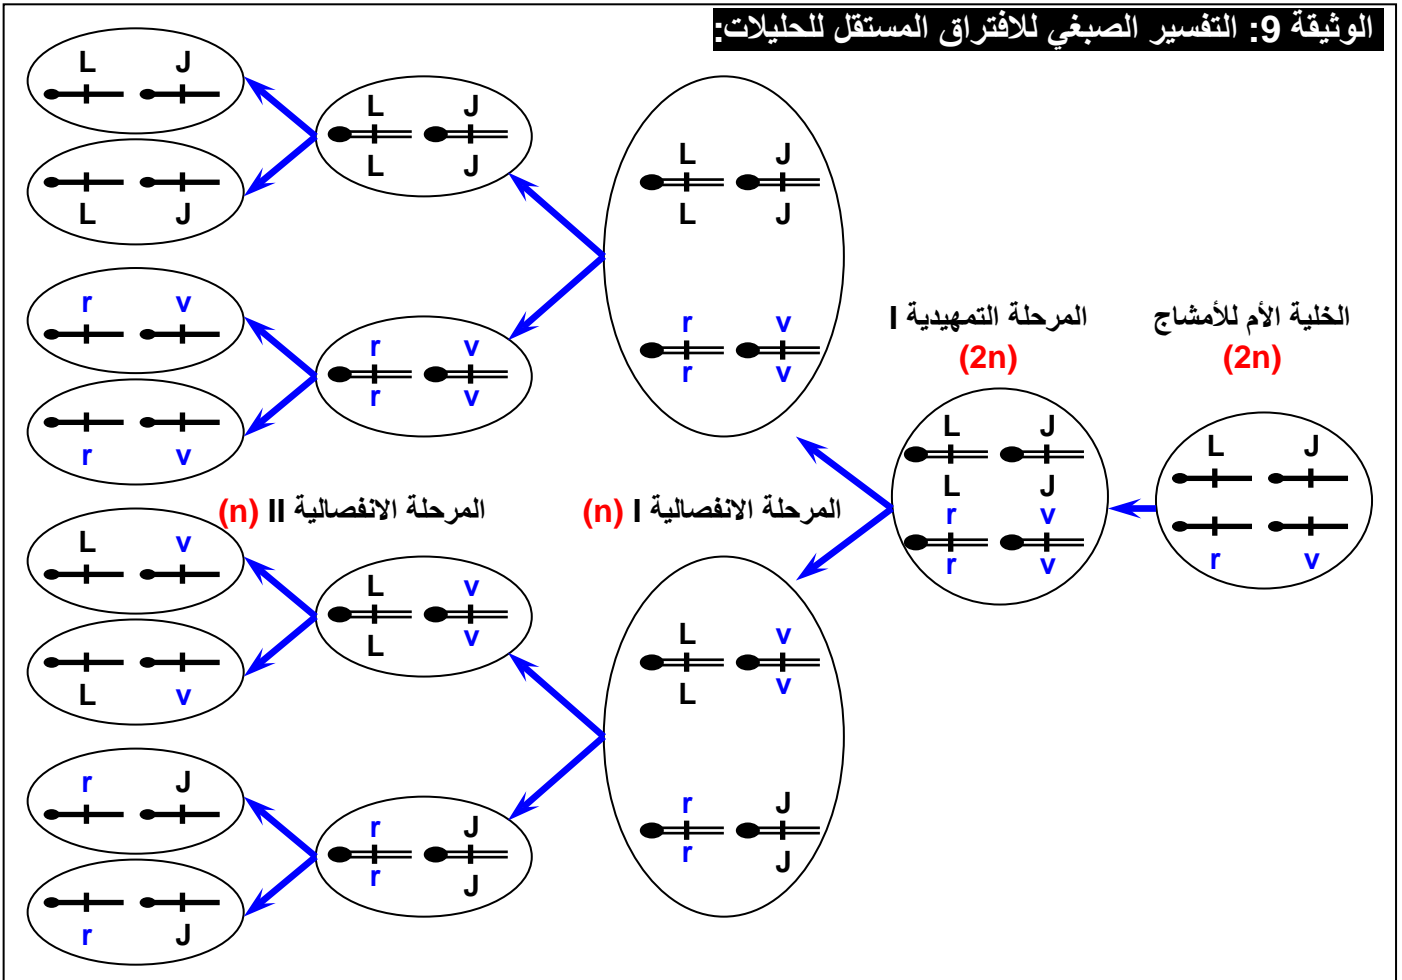 الوثيقة 9: التفسير الصبغي للافتراق المستقل للحليلات:
الخلية الأم للأمشاج
(2n)
L J
r v
المرحلة التمهيدية I
(2n)
L J
L J
r v
r v
المرحلة الانفصالية I (n)
L J
L J
r v
r v
L v
L v
r J
r J
المرحلة الانفصالية II (n)
L J
L J
r v
r v
L v
L v
r J
r J
L J
L J
r v
r v
L v
L v
r J
r J